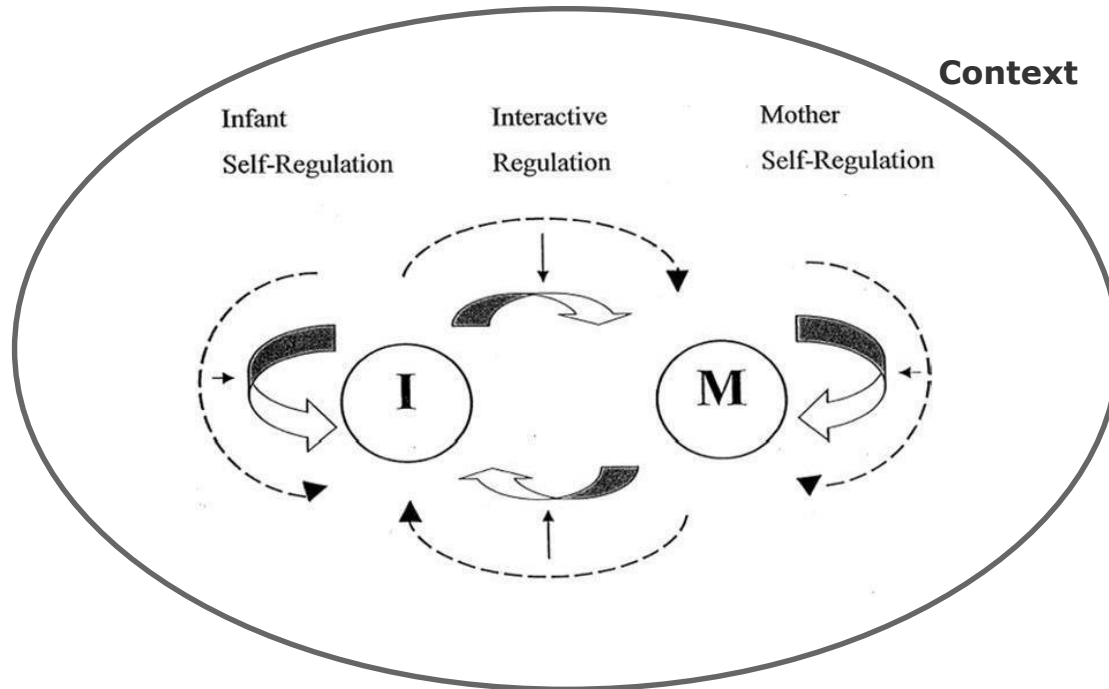 Context
Infant
Self-Regulation
Interactive
Regulation
Mother
Self-Regulation
I
M